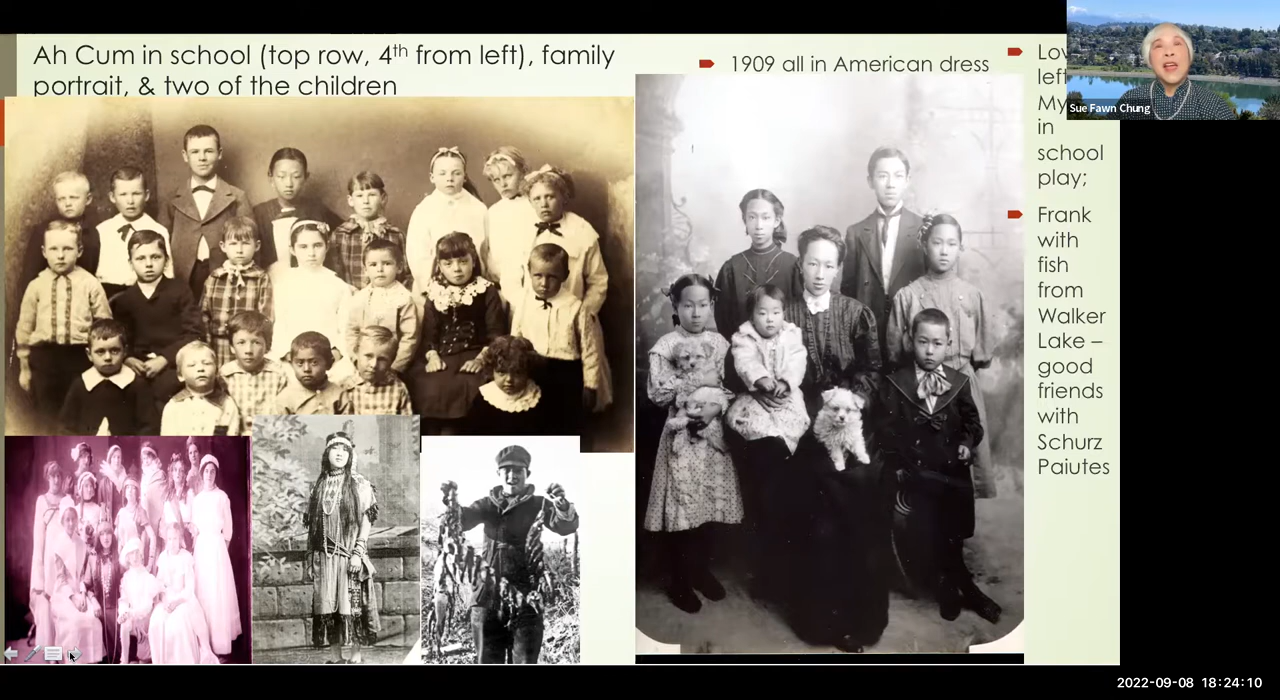 Ah Cum in school (top row, 4th from left), family
portrait, & two of the children
1909 all in American dress
left
in
school
play;
Frank
with
fish
from
Walker
Lake –
good
friends
with
Schurz
Paiutes
Sue Fawn Chung
2022-09-08 18:24:10